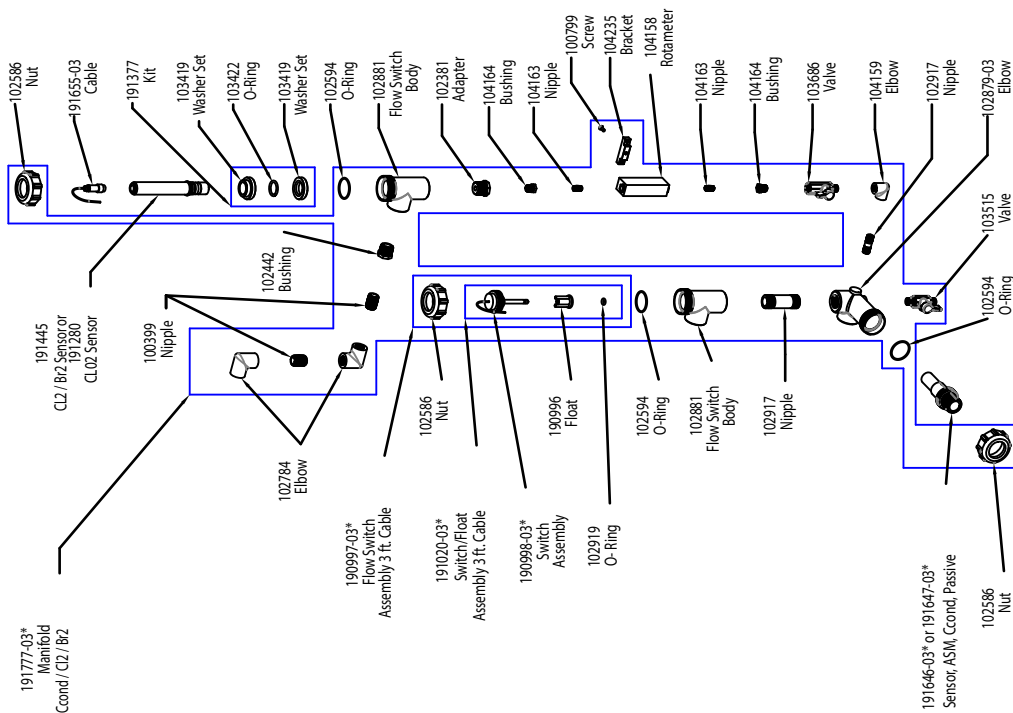 102586
Nut
191655-03
Cable
191377
Kit
103419
Washer Set
103422
O-Ring
103419
Washer Set
102594
O-Ring
102881
Flow Switch
Body
102381
Adapter
104164
Bushing
104163
Nipple
100799
Screw
104235
Bracket
104158
Rotameter
104163
Nipple
104164
Bushing
103686
Valve
104159
Elbow
102917
Nipple
102879-03
Elbow
103515
Valve
102594
O-Ring
191445
CL2 / Br2 Sensor or
191280
CL02 Sensor
100399
Nipple
102442
Bushing
102784
Elbow
102586
Nut
190996
Float
102594
O-Ring
102881
Flow Switch
Body
102917
Nipple
190997-03*
Flow Switch
Assembly 3 ft. Cable
191020-03*
Switch/Float
Assembly 3 ft. Cable
190998-03*
Switch
Assembly
102919
O- Ring
191777-03*
Manifold
Ccond / Cl2 / Br2
191646-03* or 191647-03*
Sensor, ASM, Ccond, Passive
102586
Nut